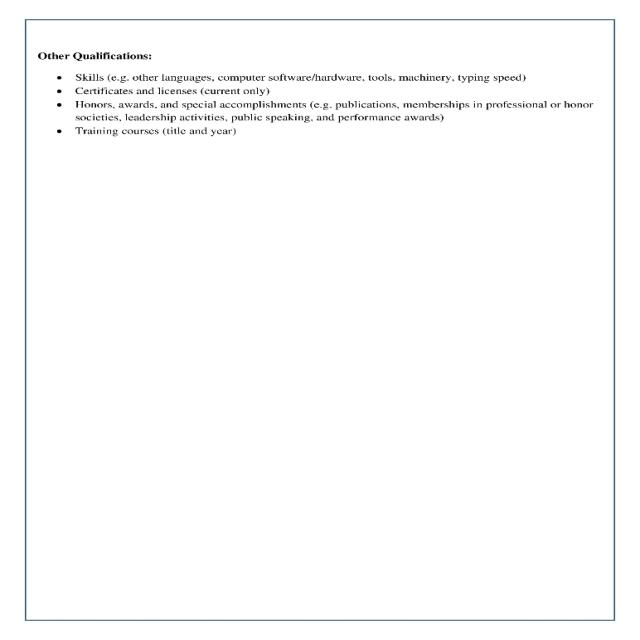 Other Qualifications:
• Skills (e.g. other languages, computer software/hardware, tools, machinery, typing speed)
• Certificates and licenses (current only)
• Honors, awards, and special accomplishments (e.g. publications, memberships in professional or honor
societies, leadership activities, public speaking, and performance awards)
• Training courses (title and year)